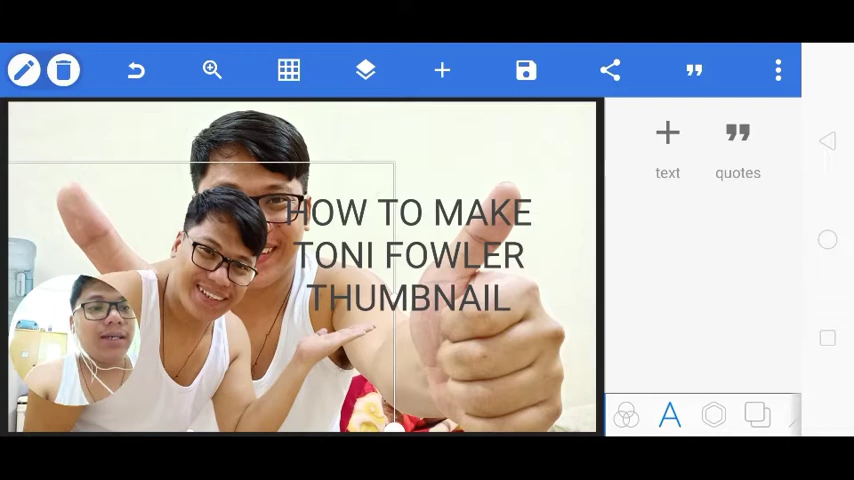 HOW TO MAKE
TONI FOWLER
THUMBNAIL
text
quotes